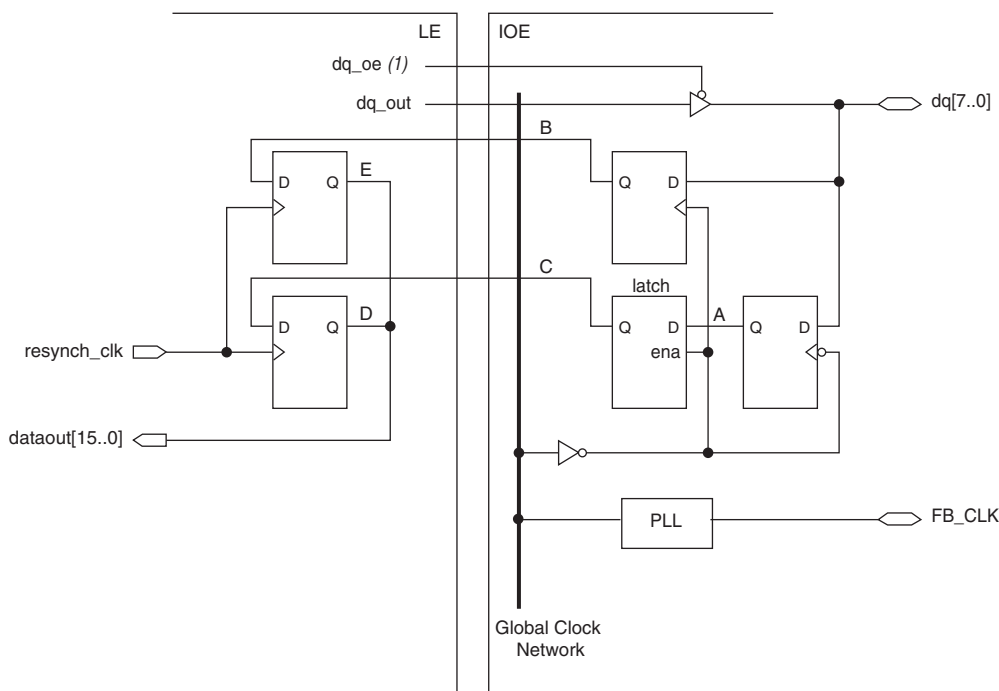 LE
IOE
dq_oe (1)
dq_out
dq[7..0]
B
D Q
E
Q D
C
latch
D Q
D
Q D
A
Q D
ena
resynch_clk
dataout[15..0]
PLL
FB_CLK
Global Clock
Network